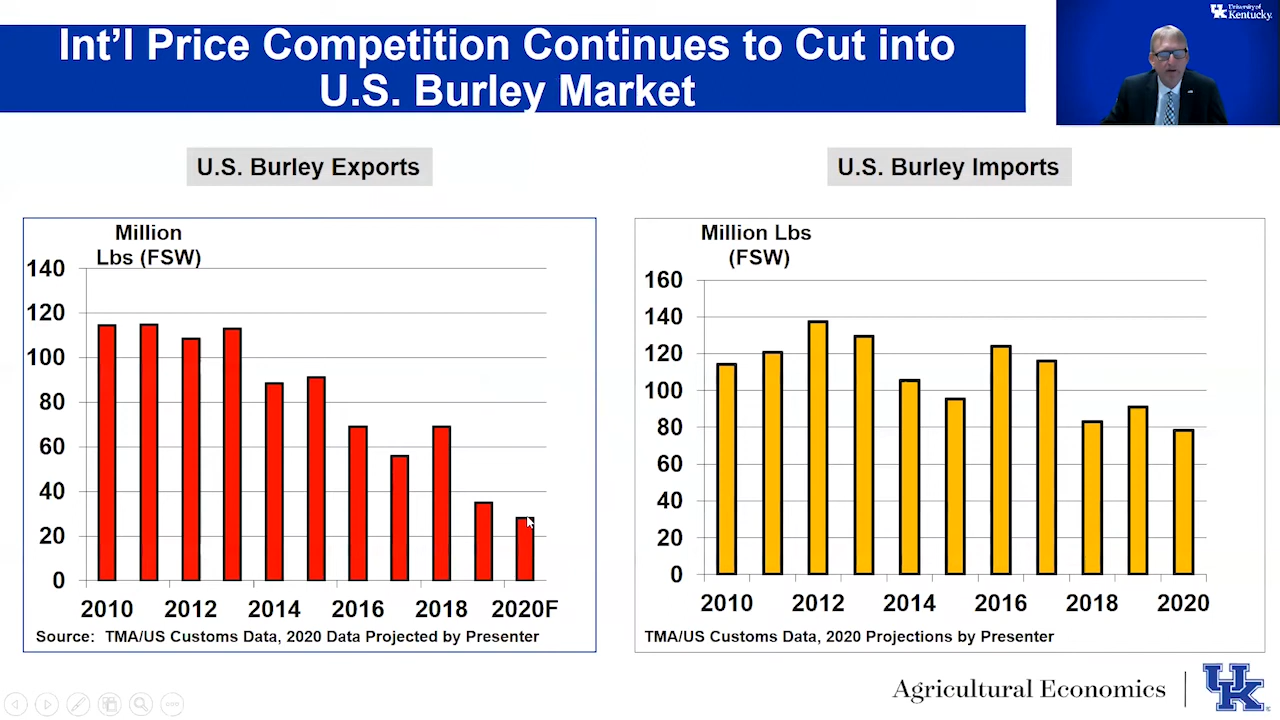 University of
Kentucky.
Int'l Price Competition Continues to Cut into
U.S. Burley Market
U.S. Burley Exports
Million
Lbs (FSW)
140
120
100
80
60
40
20
0
2010 2012 2014 2016 2018 2020F
Source: TMA/US Customs Data, 2020 Data Projected by Presenter
U.S. Burley Imports
Million Lbs
(FSW)
160
140
120
100
80
60
40
20
0
2010 2012 2014 2016 2018 2020
TMA/US Customs Data, 2020 Projections by Presenter
Agricultural Economics
UK